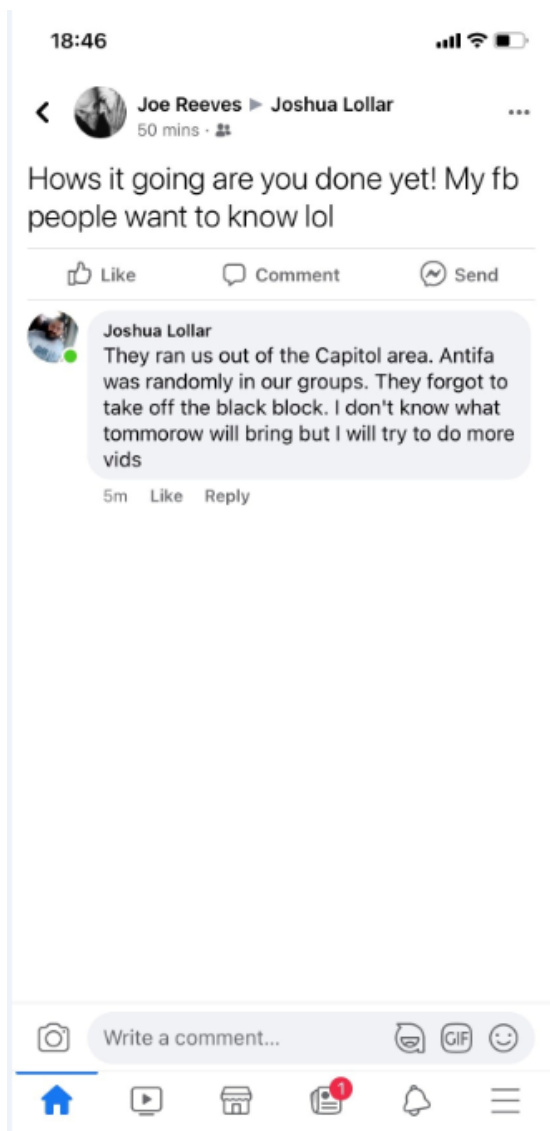 18:46
Joe Reeves ▸ Joshua Lollar
50 mins ·
Hows it going are you done yet! My fb
people want to know lol
Like Comment Send
Joshua Lollar
They ran us out of the Capitol area. Antifa
was randomly in our groups. They forgot to
take off the black block. I don't know what
tommorow will bring but I will try to do more
vids
5m Like Reply
Write a comment... GIF
1